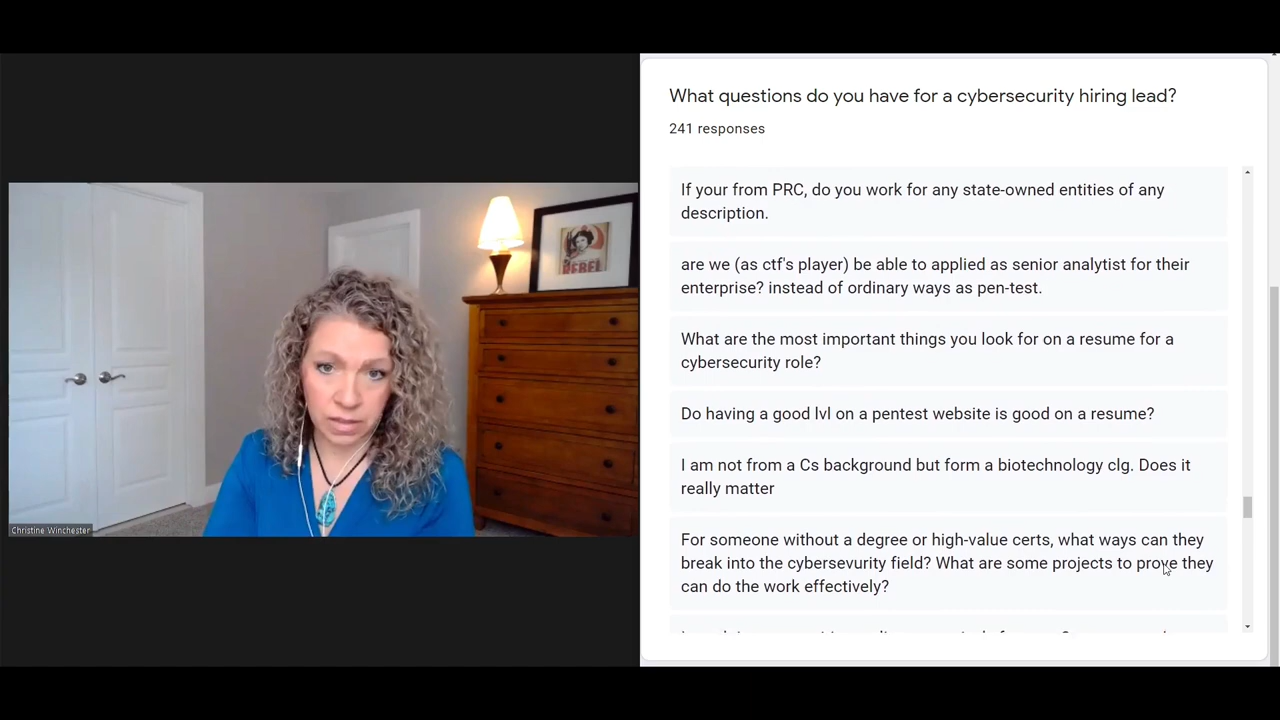 What questions do you have for a cybersecurity hiring lead?
241 responses
If your from PRC, do you work for any state-owned entities of any
description.
are we (as ctf's player) be able to applied as senior analytist for their
enterprise? instead of ordinary ways as pen-test.
What are the most important things you look for on a resume for a
cybersecurity role?
Do having a good lvl on a pentest website is good on a resume?
I am not from a Cs background but form a biotechnology clg. Does it
really matter
For someone without a degree or high-value certs, what ways can they
break into the cybersevurity field? What are some projects to prove they
can do the work effectively?
REBEL
Christine Winchester